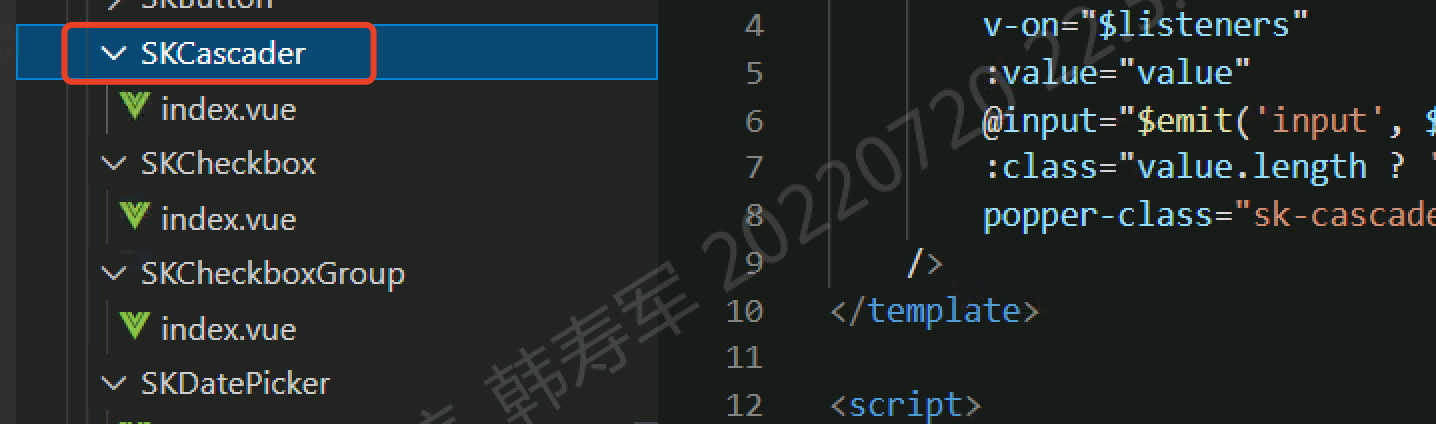 SKButton
SKCascader
index.vue
SKCheckbox
index.vue
SKCheckboxGroup
index.vue
SKDatePicker
4 v-on="$listeners"
5 :value="value"
6 @input="$emit('input', $
7 :class="value.length ? '
8 popper-class="sk-cascade
9 />
10 </template>
11
12 <script>
韩寿军 20220720 22:5